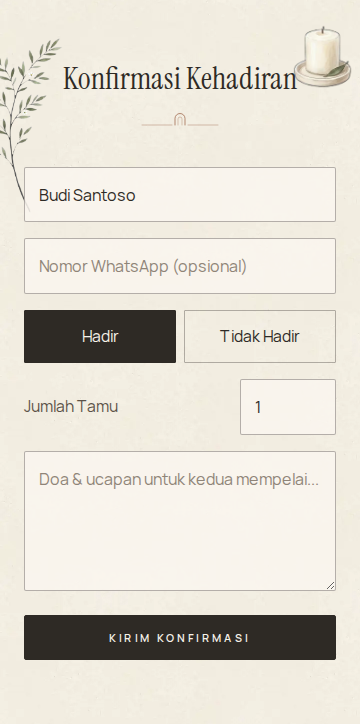 Konfirmasi Kehadiran
Budi Santoso
Nomor WhatsApp (opsional)
Hadir
Tidak Hadir
Jumlah Tamu
1
Doa & ucapan untuk kedua mempelai...
KIRIM KONFIRMASI